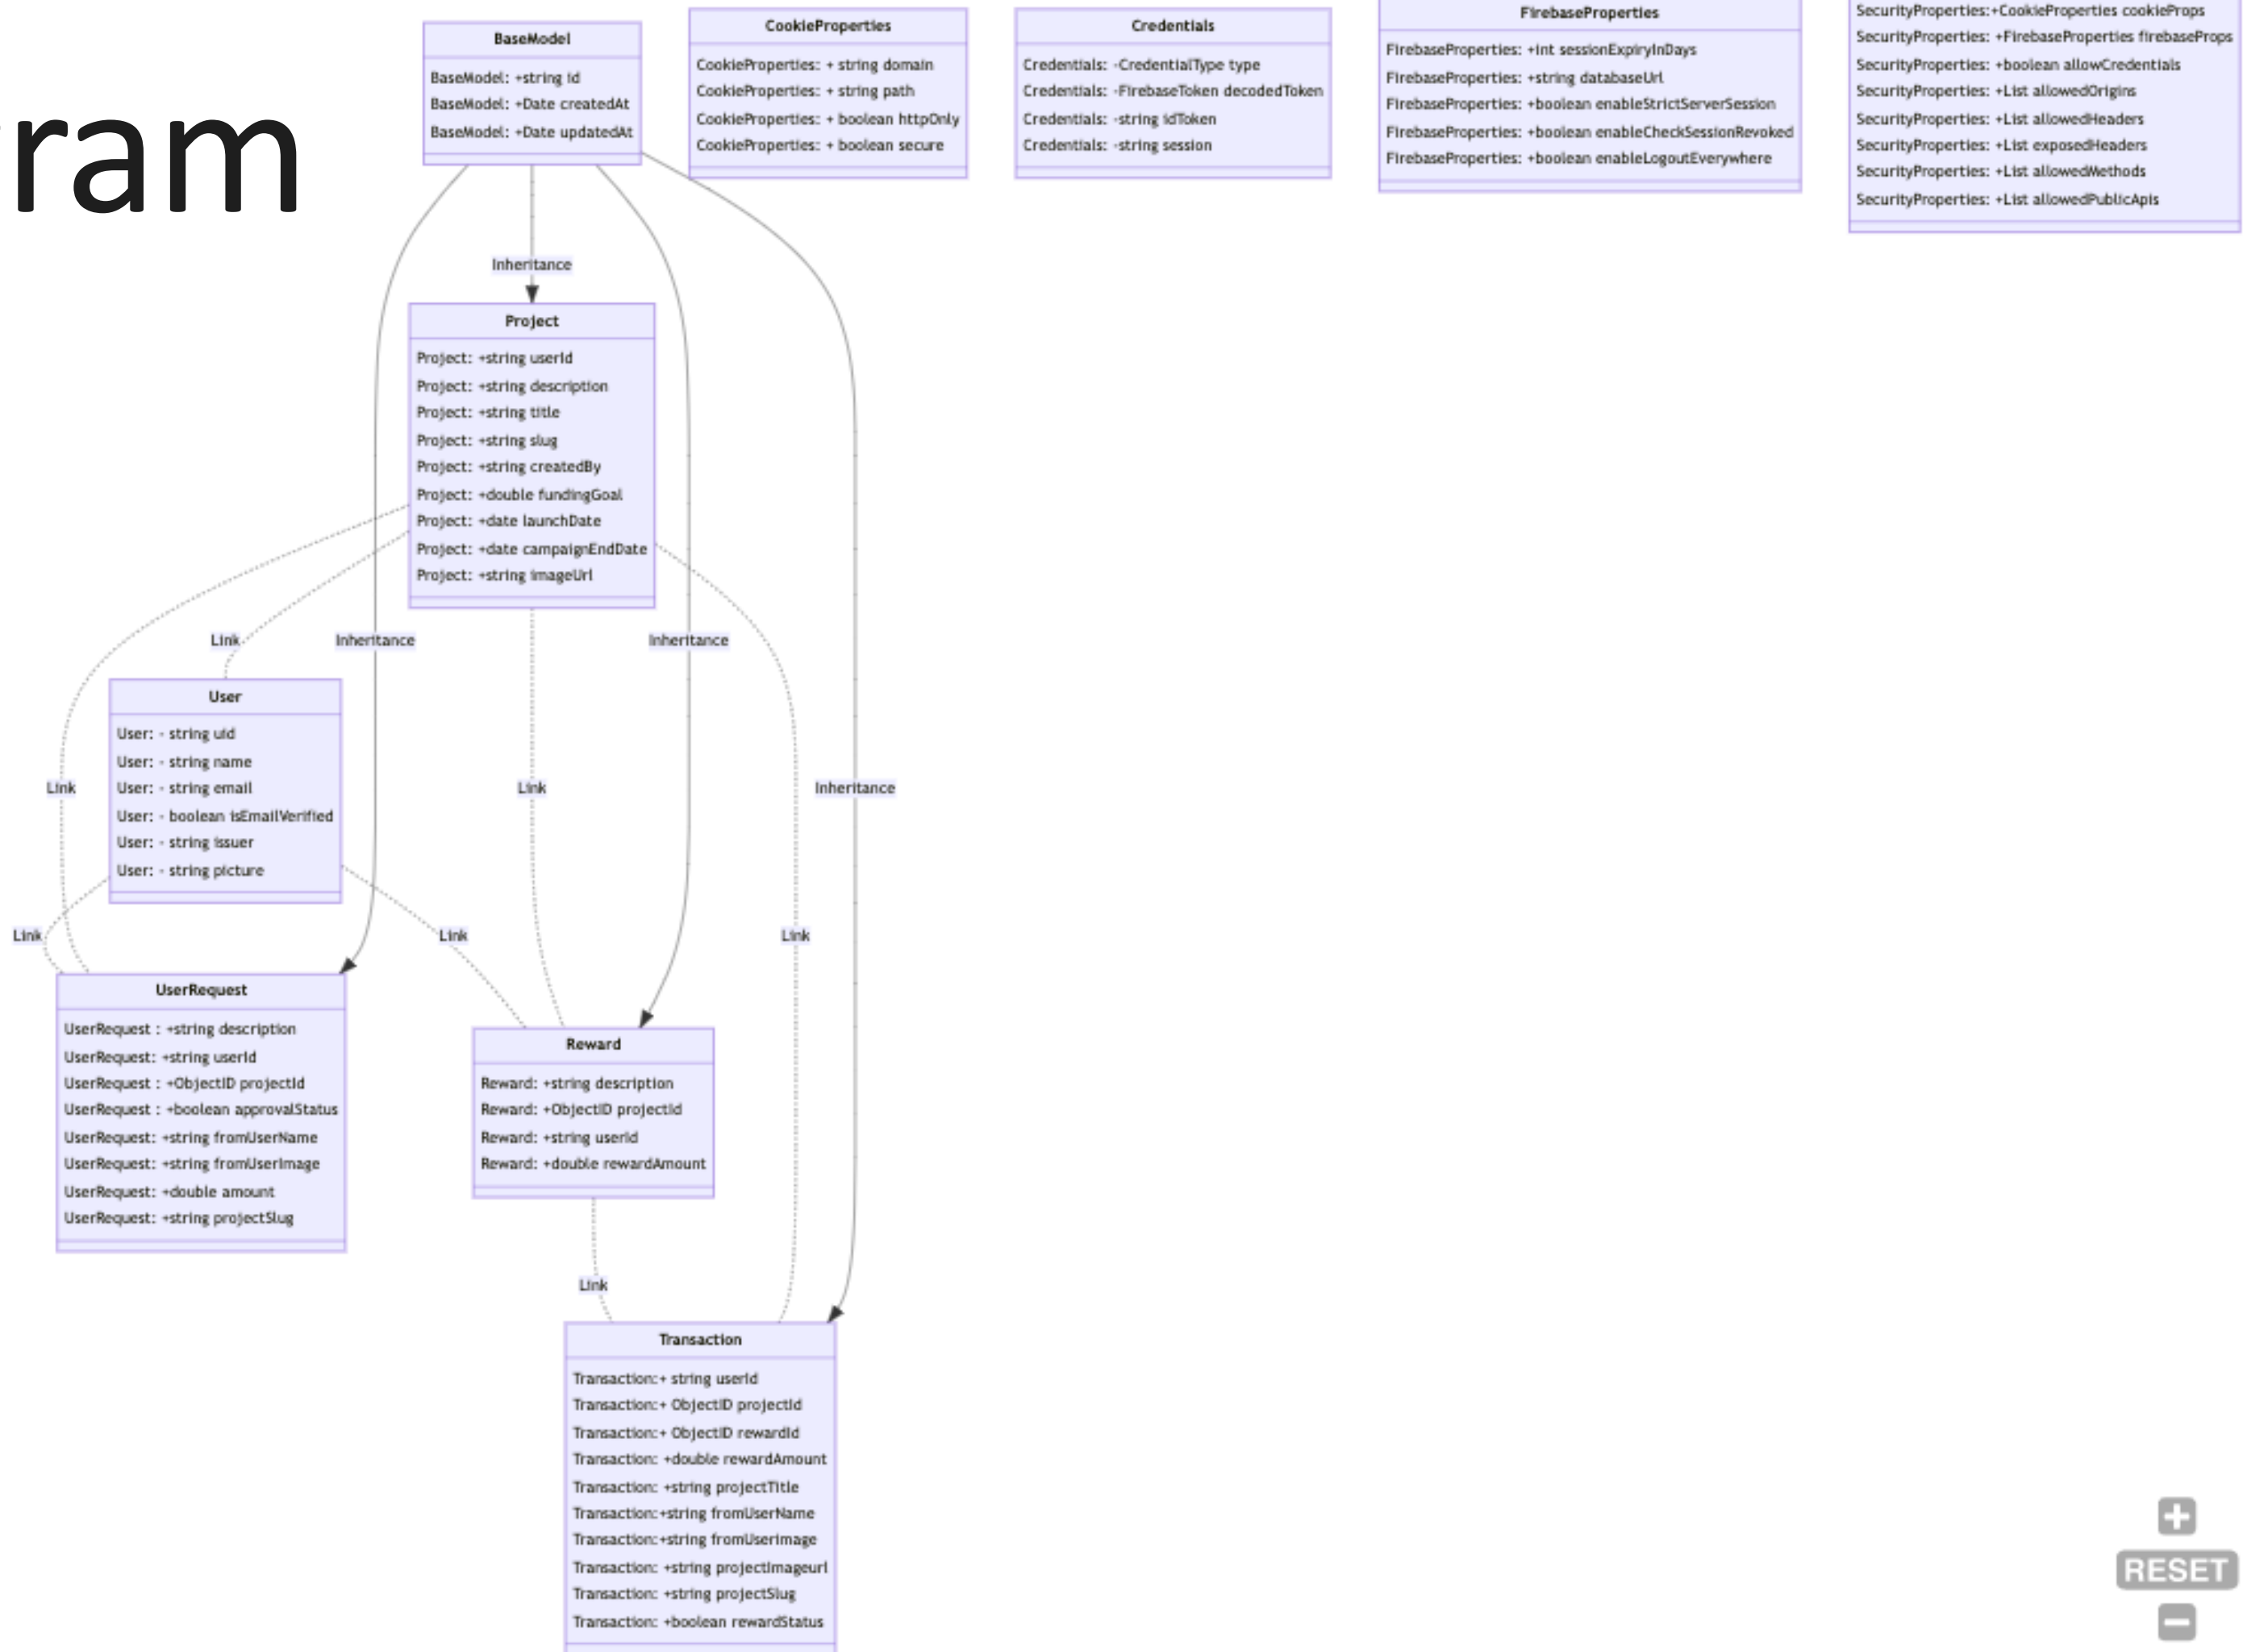 ram
BaseModel
BaseModel: +string id
BaseModel: +Date createdAt
BaseModel: +Date updatedAt
CookieProperties
CookieProperties: + string domain
CookieProperties: + string path
CookieProperties: + boolean httpOnly
CookieProperties: + boolean secure
Credentials
Credentials: -CredentialType type
Credentials: -FirebaseToken decodedToken
Credentials: -string idToken
Credentials: -string session
FirebaseProperties
FirebaseProperties: +int sessionExpiryInDays
FirebaseProperties: +string databaseUrl
FirebaseProperties: +boolean enableStrictServerSession
FirebaseProperties: +boolean enableCheckSessionRevoked
FirebaseProperties: +boolean enableLogoutEverywhere
SecurityProperties:+CookieProperties cookieProps
SecurityProperties: +FirebaseProperties firebaseProps
SecurityProperties: +boolean allowCredentials
SecurityProperties: +List allowedOrigins
SecurityProperties: +List allowedHeaders
SecurityProperties: +List exposedHeaders
SecurityProperties: +List allowedMethods
SecurityProperties: +List allowedPublicApis
Inheritance
Project
Project: +string userId
Project: +string description
Project: +string title
Project: +string slug
Project: +string createdBy
Project: +double fundingGoal
Project: +date launchDate
Project: +date campaignEndDate
Project: +string imageUrl
Link
Inheritance
Inheritance
User
User: - string uid
User: - string name
User: - string email
User: - boolean isEmailVerified
User: - string issuer
User: - string picture
Link
Link
Inheritance
Link
Link
Link
UserRequest
UserRequest : +string description
UserRequest: +string userId
UserRequest : +ObjectID projectId
UserRequest : +boolean approvalStatus
UserRequest: +string fromUserName
UserRequest: +string fromUserImage
UserRequest: +double amount
UserRequest: +string projectSlug
Reward
Reward: +string description
Reward: +ObjectID projectId
Reward: +string userId
Reward: +double rewardAmount
Link
Transaction
Transaction:+ string userId
Transaction:+ ObjectID projectId
Transaction:+ ObjectID rewardId
Transaction: +double rewardAmount
Transaction: +string projectTitle
Transaction:+string fromUserName
Transaction:+string fromUserimage
Transaction: +string projectImageurl
Transaction: +string projectSlug
Transaction: +boolean rewardStatus
RESET